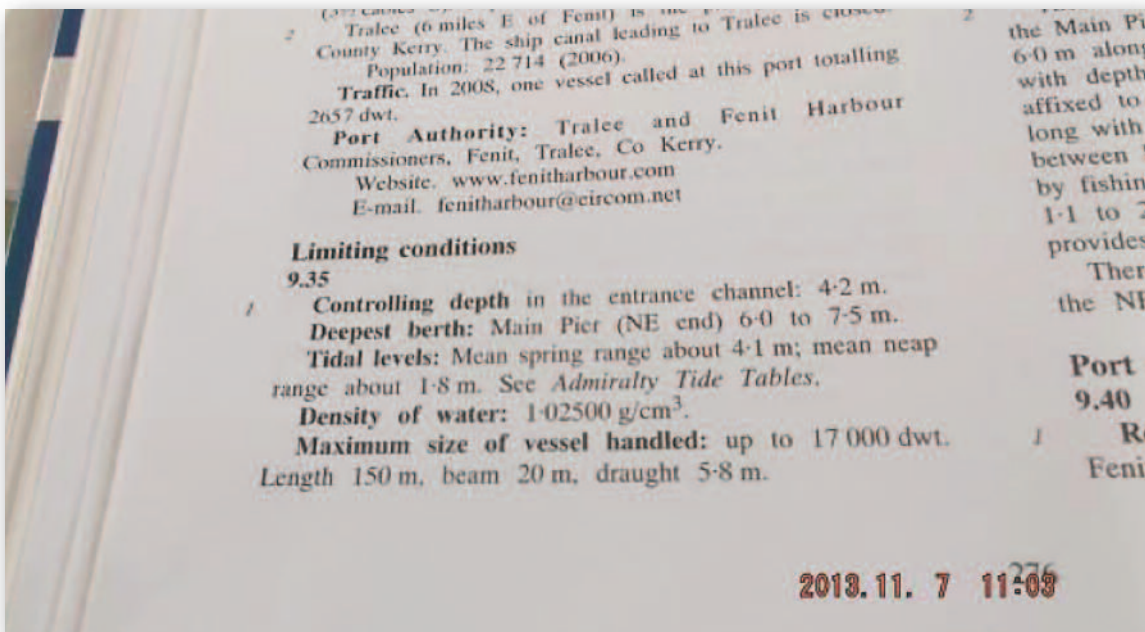 2
Tralee (6 miles E of Fenit) is the
County Kerry. The ship canal leading to Tralee is closed.
Population: 22 714 (2006).
Traffic. In 2008, one vessel called at this port totalling
2657 dwt.
Port Authority: Tralee and Fenit Harbour
Commissioners, Fenit, Tralee, Co Kerry.
Website. www.fenitharbour.com
E-mail. fenitharbour@eircom.net
Limiting conditions
9.35
1
Controlling depth in the entrance channel: 4·2 m.
Deepest berth: Main Pier (NE end) 6·0 to 7·5 m.
Tidal levels: Mean spring range about 4·1 m; mean neap
range about 1·8 m. See Admiralty Tide Tables.
Density of water: 1·02500 g/cm³.
Maximum size of vessel handled: up to 17 000 dwt.
Length 150 m, beam 20 m, draught 5·8 m.
2
the Main
6·0 m
with
affixed to
long with
between
by
1·1 to
provides
the
Port
9.40
1
276
2013.11. 7 11:03